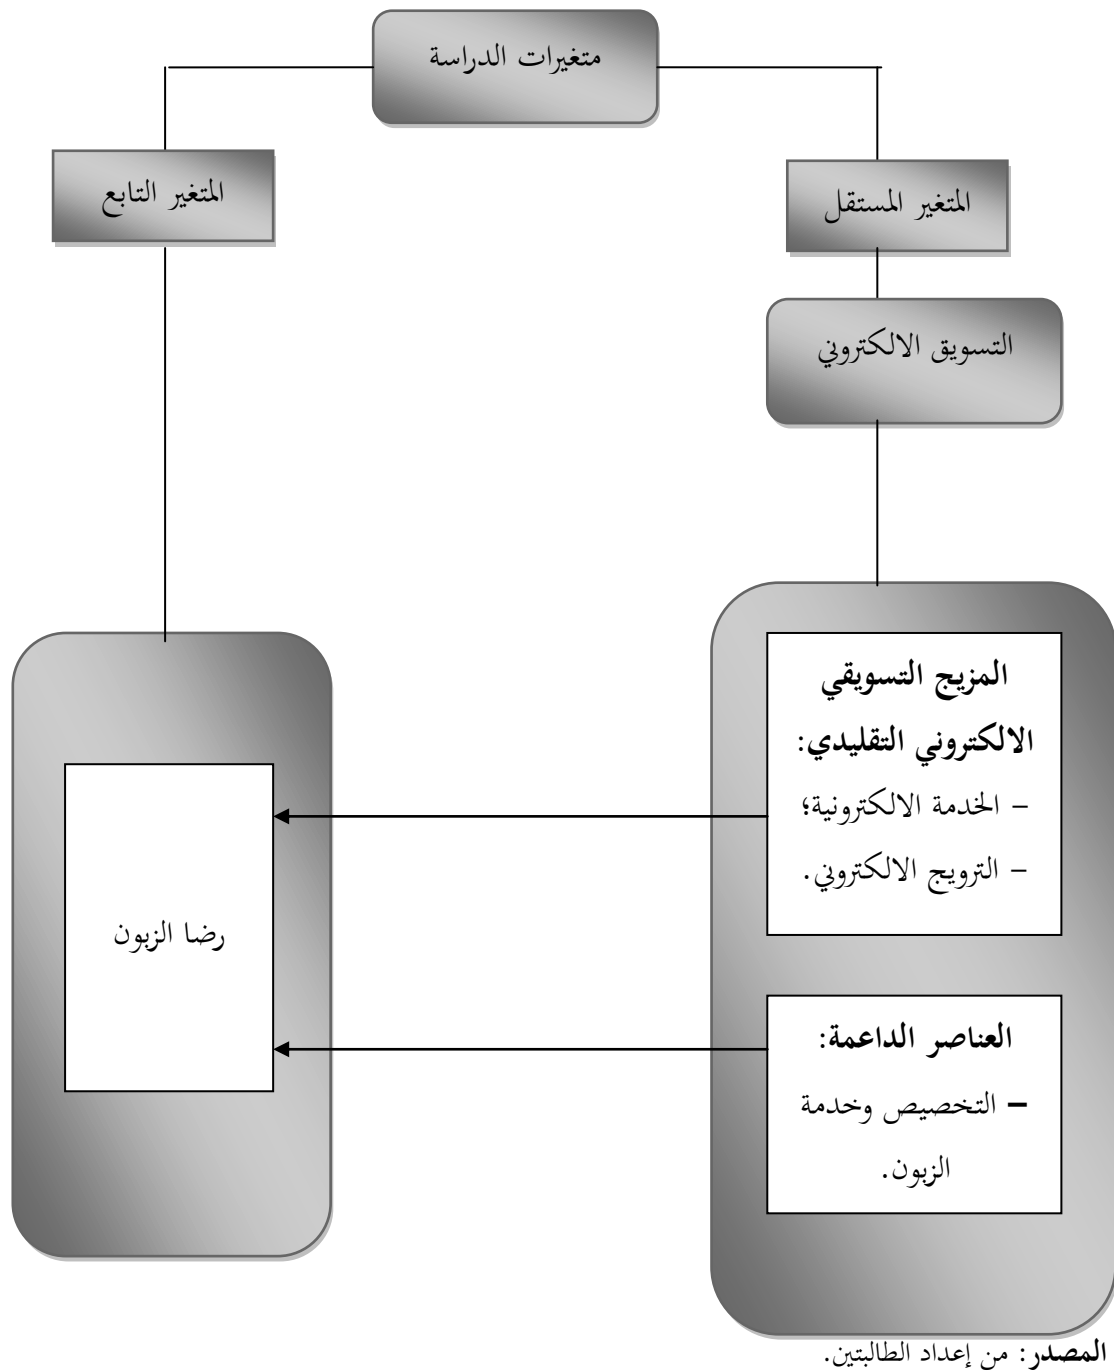 متغيرات الدراسة
المتغير المستقل
المتغير التابع
التسويق الالكتروني
المزيج التسويقي
الالكتروني التقليدي:
- الخدمة الالكترونية؛
- الترويج الالكتروني.
رضا الزبون
العناصر الداعمة:
- التخصيص وخدمة
الزبون.
المصدر: من إعداد الطالبتين.